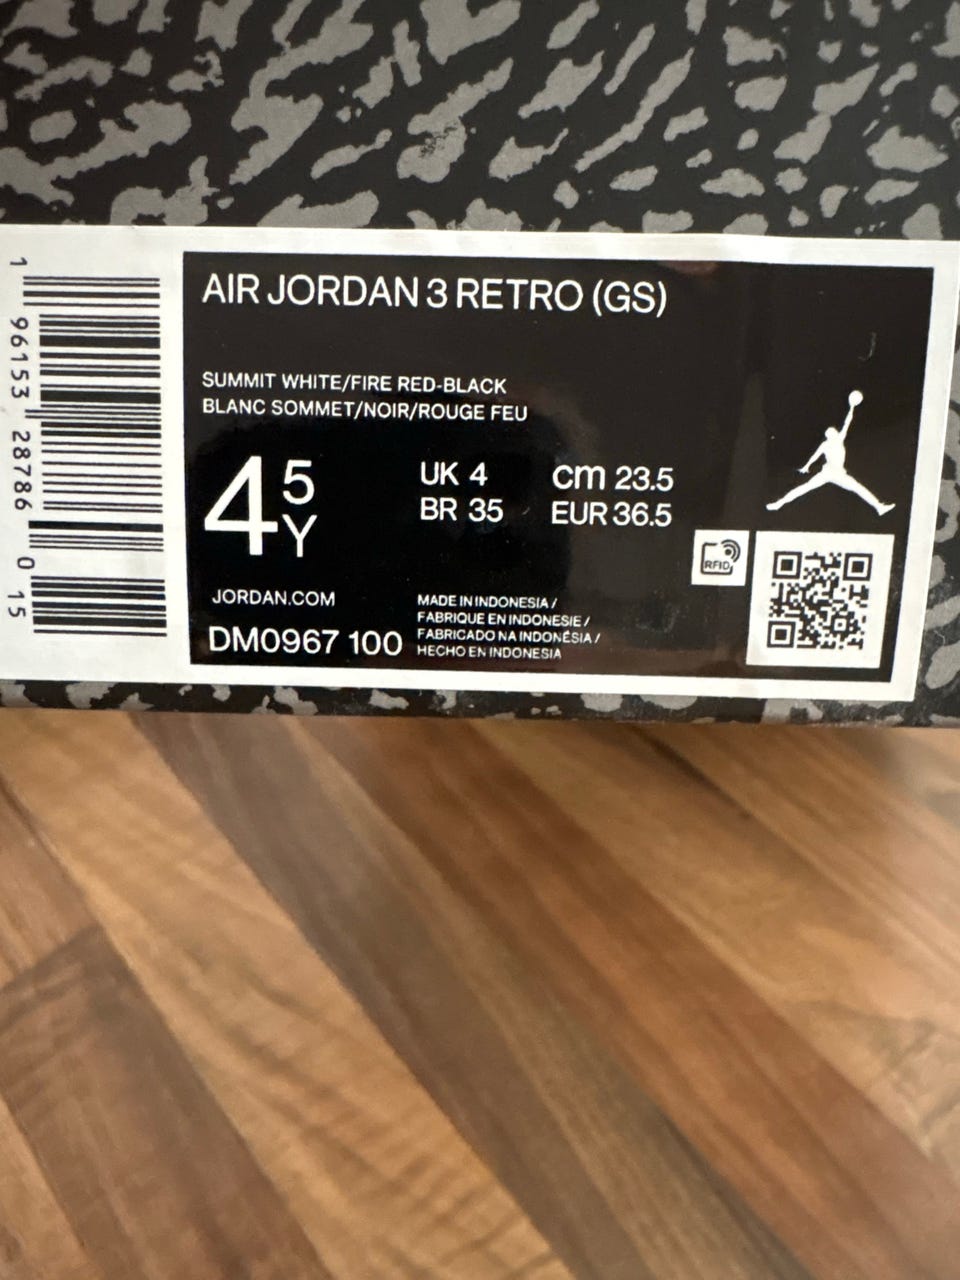 AIR JORDAN 3 RETRO (GS)
SUMMIT WHITE/FIRE RED-BLACK
BLANC SOMMET/NOIR/ROUGE FEU
4 5Y
UK 4 cm 23.5
BR 35 EUR 36.5
JORDAN.COM
DM0967 100
MADE IN INDONESIA /
FABRIQUE EN INDONESIE /
FABRICADO NA INDONÉSIA /
HECHO EN INDONESIA
RFID
1 96153 28786 0 15